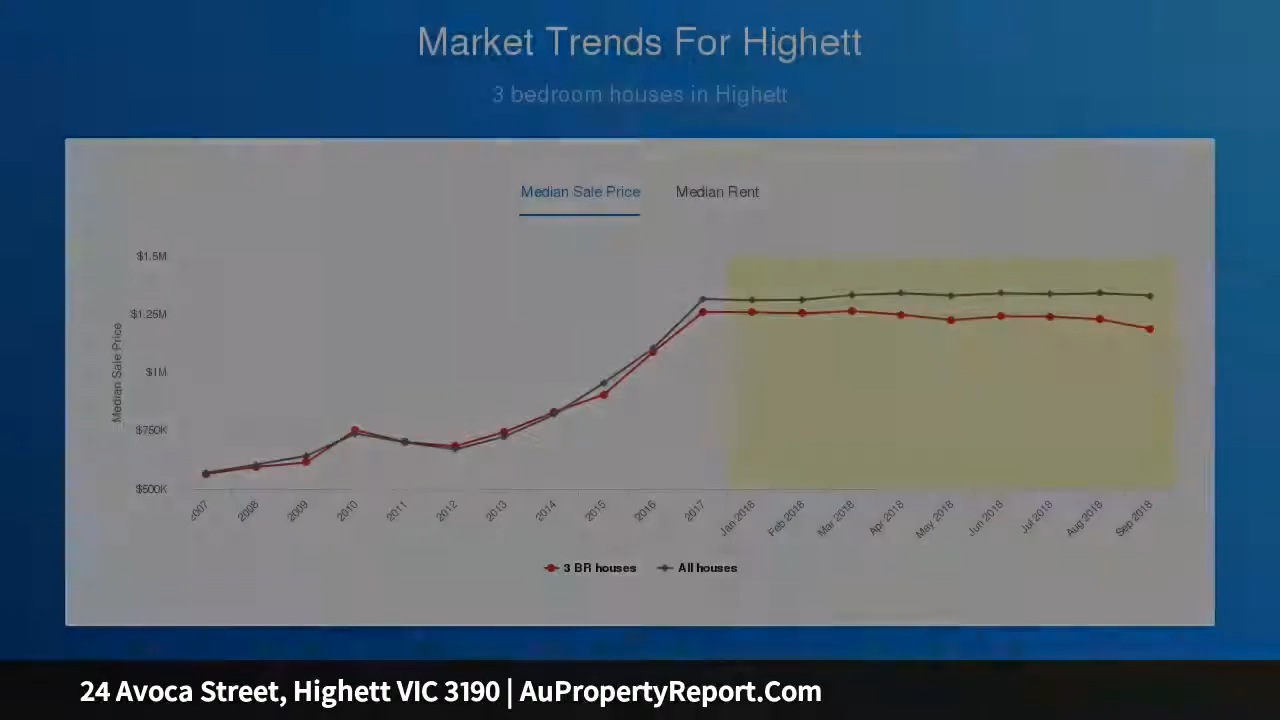 Market Trends For Highett
3 bedroom houses in Highett
Median Sale Price Median Rent
$1.5M
$1.25M
$1M
$750K
$500K
Median Sale Price
2007 2008 2009 2010 2011 2012 2013 2014 2015 2016 2017 Jan 2018 Feb 2018 Mar 2018 Apr 2018 May 2018 Jun 2018 Jul 2018 Aug 2018 Sep 2018
3 BR houses All houses
24 Avoca Street, Highett VIC 3190 | AuPropertyReport.Com